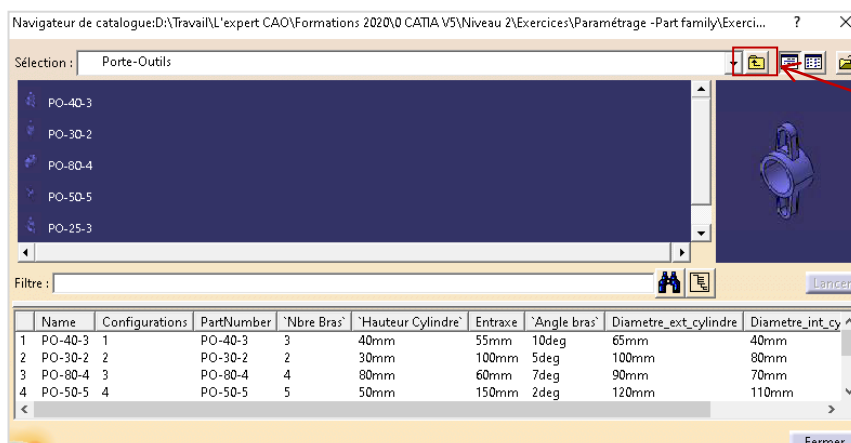 Navigateur de catalogue:D:\Travail\L'expert CAO\Formations 2020\0 CATIA V5\Niveau 2\Exercices\Paramétrage -Part family\Exerci... ? X
Sélection : Porte-Outils
PO-40-3
PO-30-2
PO-80-4
PO-50-5
PO-25-3
Filtre :
Lancer
Name Configurations PartNumber `Nbre Bras` `Hauteur Cylindre` Entraxe `Angle bras` Diametre_ext_cylindre Diametre_int_cy
1 PO-40-3 1 PO-40-3 3 40mm 55mm 10deg 65mm 40mm
2 PO-30-2 2 PO-30-2 2 30mm 100mm 5deg 100mm 80mm
3 PO-80-4 3 PO-80-4 4 80mm 60mm 7deg 90mm 70mm
4 PO-50-5 4 PO-50-5 5 50mm 150mm 2deg 120mm 110mm
Fermer